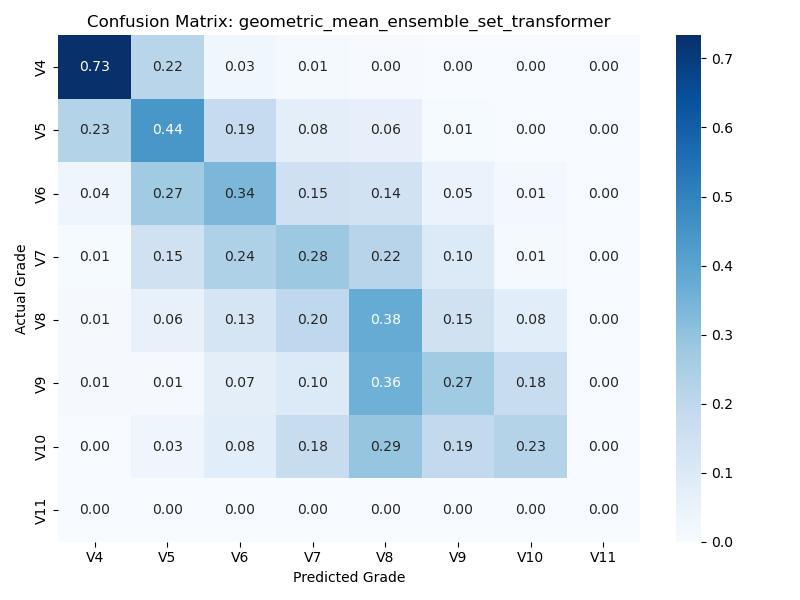 Confusion Matrix: geometric_mean_ensemble_set_transformer
V4 0.73 0.22 0.03 0.01 0.00 0.00 0.00 0.00
V5 0.23 0.44 0.19 0.08 0.06 0.01 0.00 0.00
V6 0.04 0.27 0.34 0.15 0.14 0.05 0.01 0.00
V7 0.01 0.15 0.24 0.28 0.22 0.10 0.01 0.00
V8 0.01 0.06 0.13 0.20 0.38 0.15 0.08 0.00
V9 0.01 0.01 0.07 0.10 0.36 0.27 0.18 0.00
V10 0.00 0.03 0.08 0.18 0.29 0.19 0.23 0.00
V11 0.00 0.00 0.00 0.00 0.00 0.00 0.00 0.00
V4 V5 V6 V7 V8 V9 V10 V11
Predicted Grade
Actual Grade
0.7
0.6
0.5
0.4
0.3
0.2
0.1
0.0